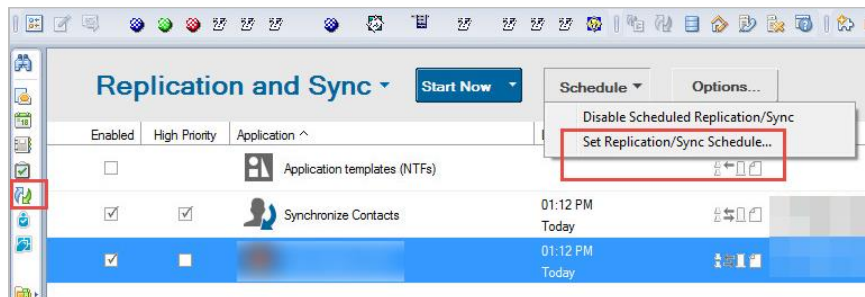 Replication and Sync
Start Now
Schedule
Options...
Disable Scheduled Replication/Sync
Set Replication/Sync Schedule...
Enabled
High Priority
Application
Application templates (NTFs)
Synchronize Contacts
01:12 PM
Today
01:12 PM
Today